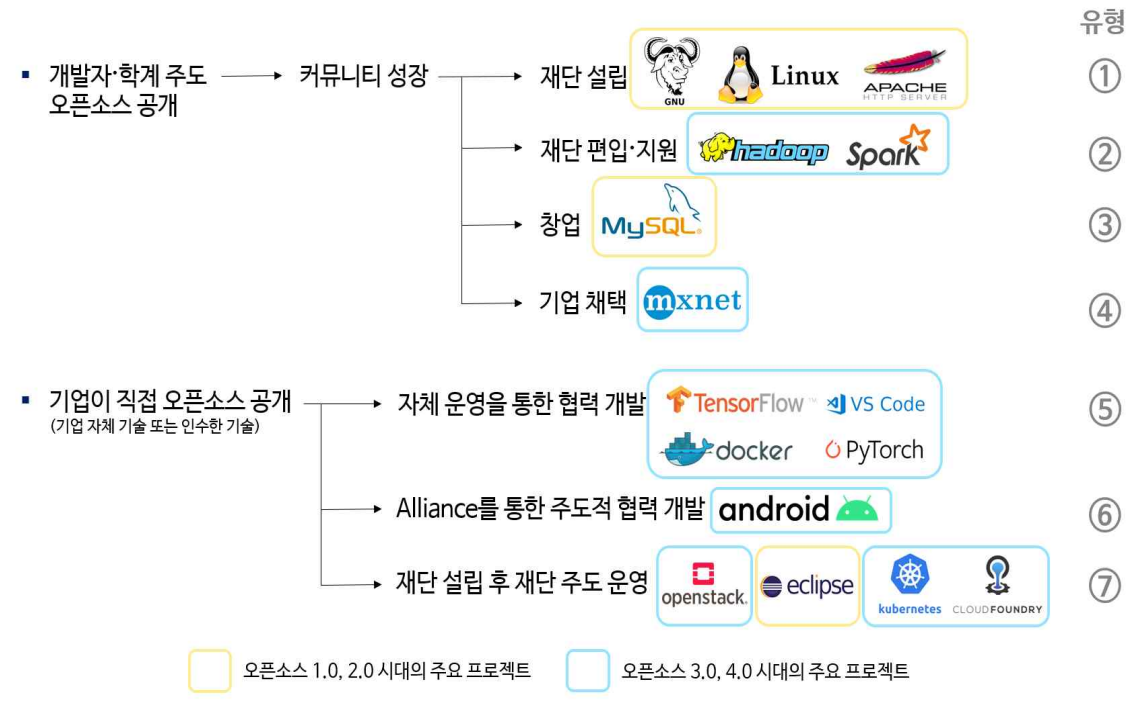 유형
▪ 개발자·학계 주도
오픈소스 공개
커뮤니티 성장
재단 설립
GNU
Linux
APACHE
HTTP SERVER
①
재단 편입·지원
hadoop
Spark
②
창업
MySQL®
③
기업 채택
mxnet
④
▪ 기업이 직접 오픈소스 공개
(기업 자체 기술 또는 인수한 기술)
자체 운영을 통한 협력 개발
TensorFlow™
VS Code
docker
PyTorch
⑤
Alliance를 통한 주도적 협력 개발
android
⑥
재단 설립 후 재단 주도 운영
openstack.
eclipse
kubernetes
CLOUDFOUNDRY
⑦
오픈소스 1.0, 2.0 시대의 주요 프로젝트
오픈소스 3.0, 4.0 시대의 주요 프로젝트